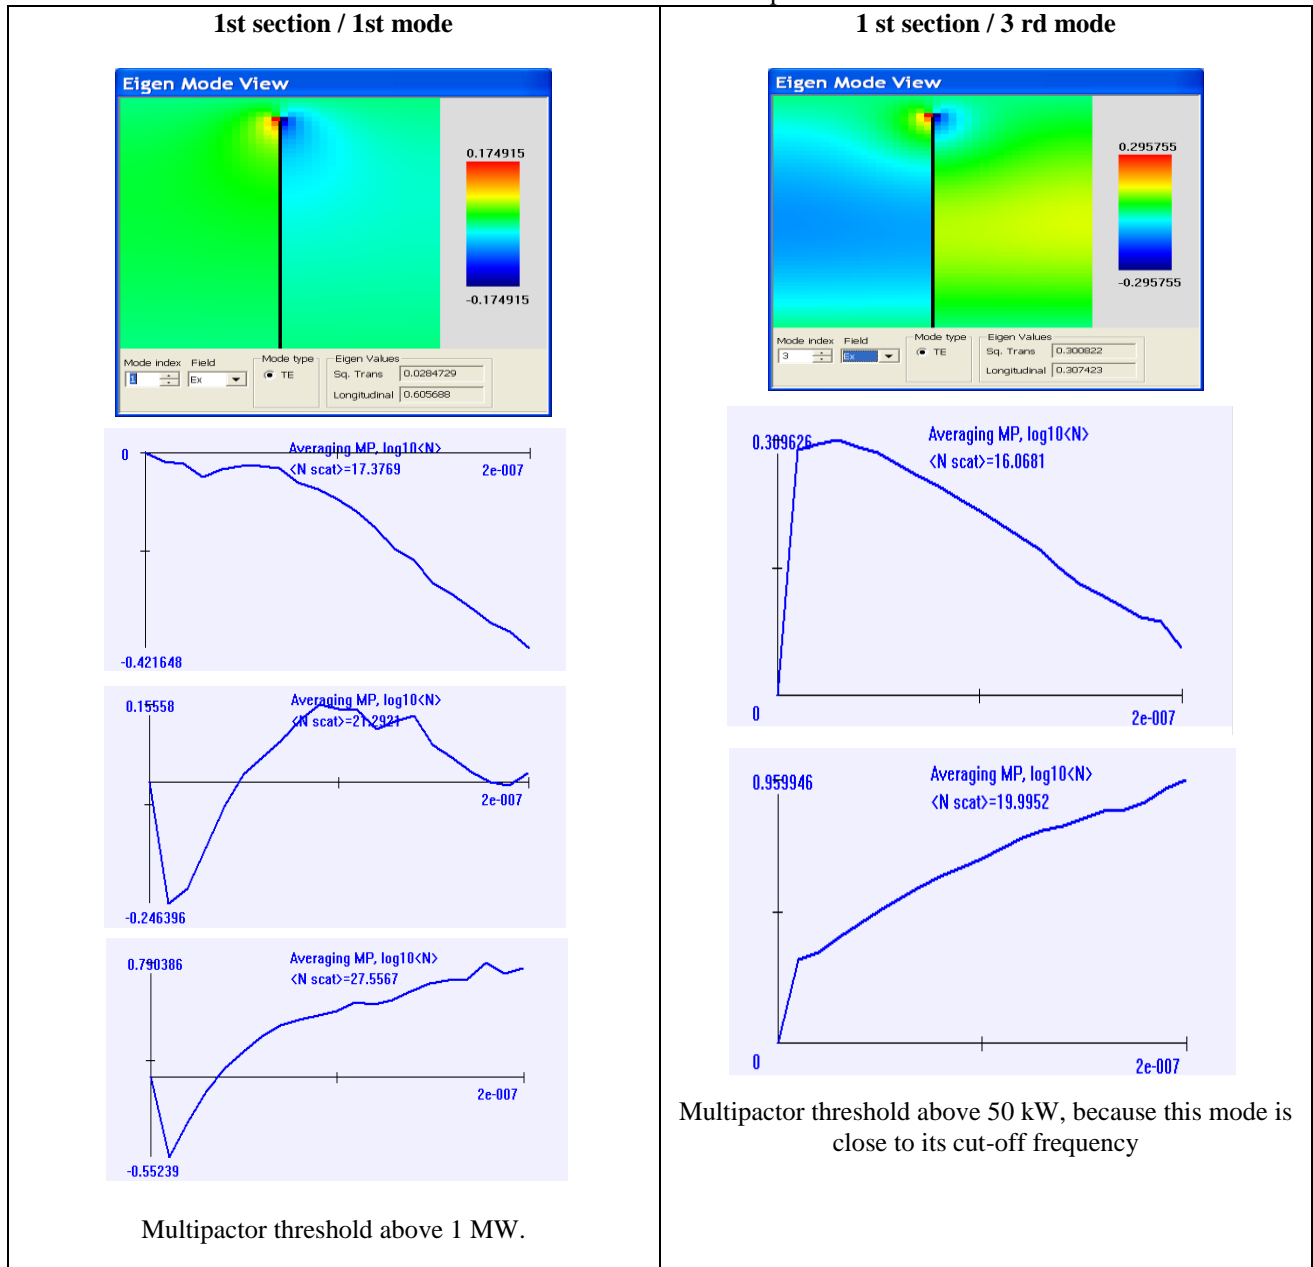 1st section / 1st mode
Eigen Mode View
0.174915
-0.174915
Mode index Field Mode type Eigen Values
1 Ex TE Sq. Trans 0.0284729
Longitudinal 0.605688
0
Averaging MP, log10<N>
<N scat>=17.3769
2e-007
-0.421648
0.15558
Averaging MP, log10<N>
<N scat>=21.2921
2e-007
-0.246396
0.790386
Averaging MP, log10<N>
<N scat>=27.5567
2e-007
-0.55239
Multipactor threshold above 1 MW.
1 st section / 3 rd mode
Eigen Mode View
0.295755
-0.295755
Mode index Field Mode type Eigen Values
3 Ex TE Sq. Trans 0.300822
Longitudinal 0.307423
0.309626
Averaging MP, log10<N>
<N scat>=16.0681
0
2e-007
0.959946
Averaging MP, log10<N>
<N scat>=19.9952
0
2e-007
Multipactor threshold above 50 kW, because this mode is
close to its cut-off frequency